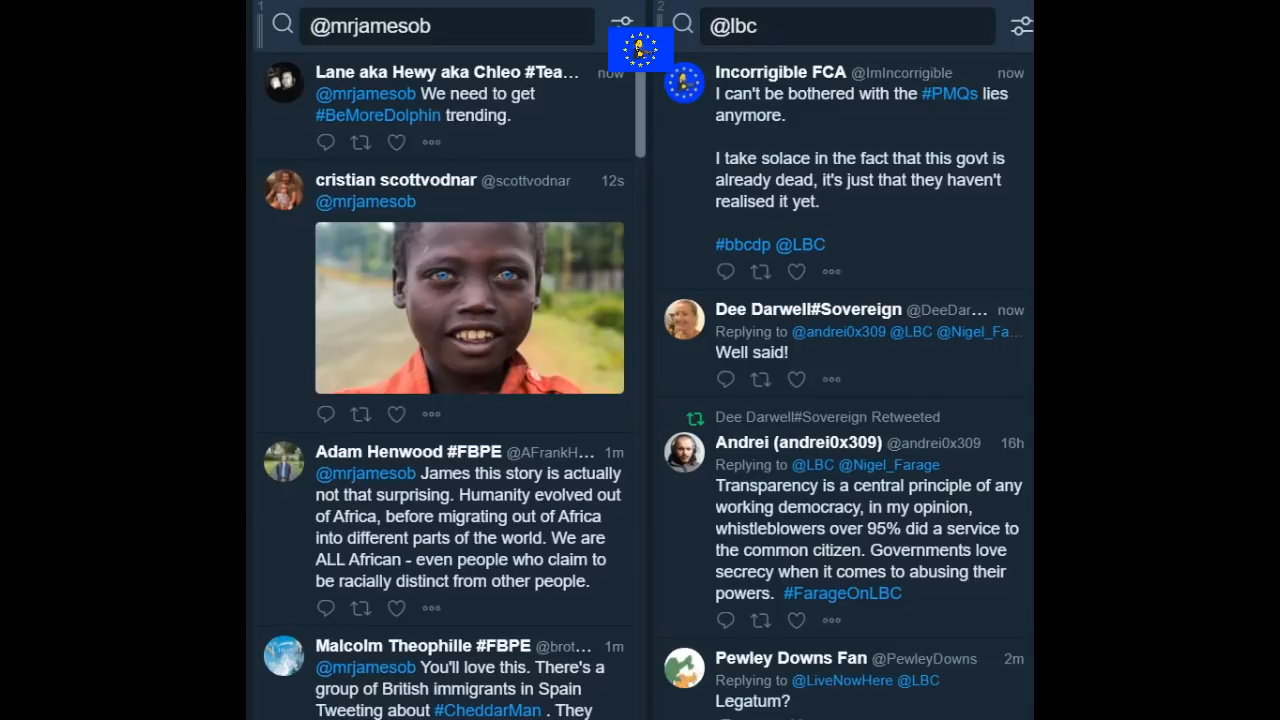 1
@mrjamesob
Lane aka Hewy aka Chleo #Tea… now
@mrjamesob We need to get
#BeMoreDolphin trending.
cristian scottvodnar @scottvodnar 12s
@mrjamesob
Adam Henwood #FBPE @AFrankH… 1m
@mrjamesob James this story is actually
not that surprising. Humanity evolved out
of Africa, before migrating out of Africa
into different parts of the world. We are
ALL African - even people who claim to
be racially distinct from other people.
Malcolm Theophille #FBPE @brot… 1m
@mrjamesob You'll love this. There's a
group of British immigrants in Spain
Tweeting about #CheddarMan . They
2
@lbc
Incorrigible FCA @ImIncorrigible now
I can't be bothered with the #PMQs lies
anymore.
I take solace in the fact that this govt is
already dead, it's just that they haven't
realised it yet.
#bbcdp @LBC
Dee Darwell#Sovereign @DeeDar… now
Replying to @andrei0x309 @LBC @Nigel_Fa…
Well said!
Dee Darwell#Sovereign Retweeted
Andrei (andrei0x309) @andrei0x309 16h
Replying to @LBC @Nigel_Farage
Transparency is a central principle of any
working democracy, in my opinion,
whistleblowers over 95% did a service to
the common citizen. Governments love
secrecy when it comes to abusing their
powers. #FarageOnLBC
Pewley Downs Fan @PewleyDowns 2m
Replying to @LiveNowHere @LBC
Legatum?